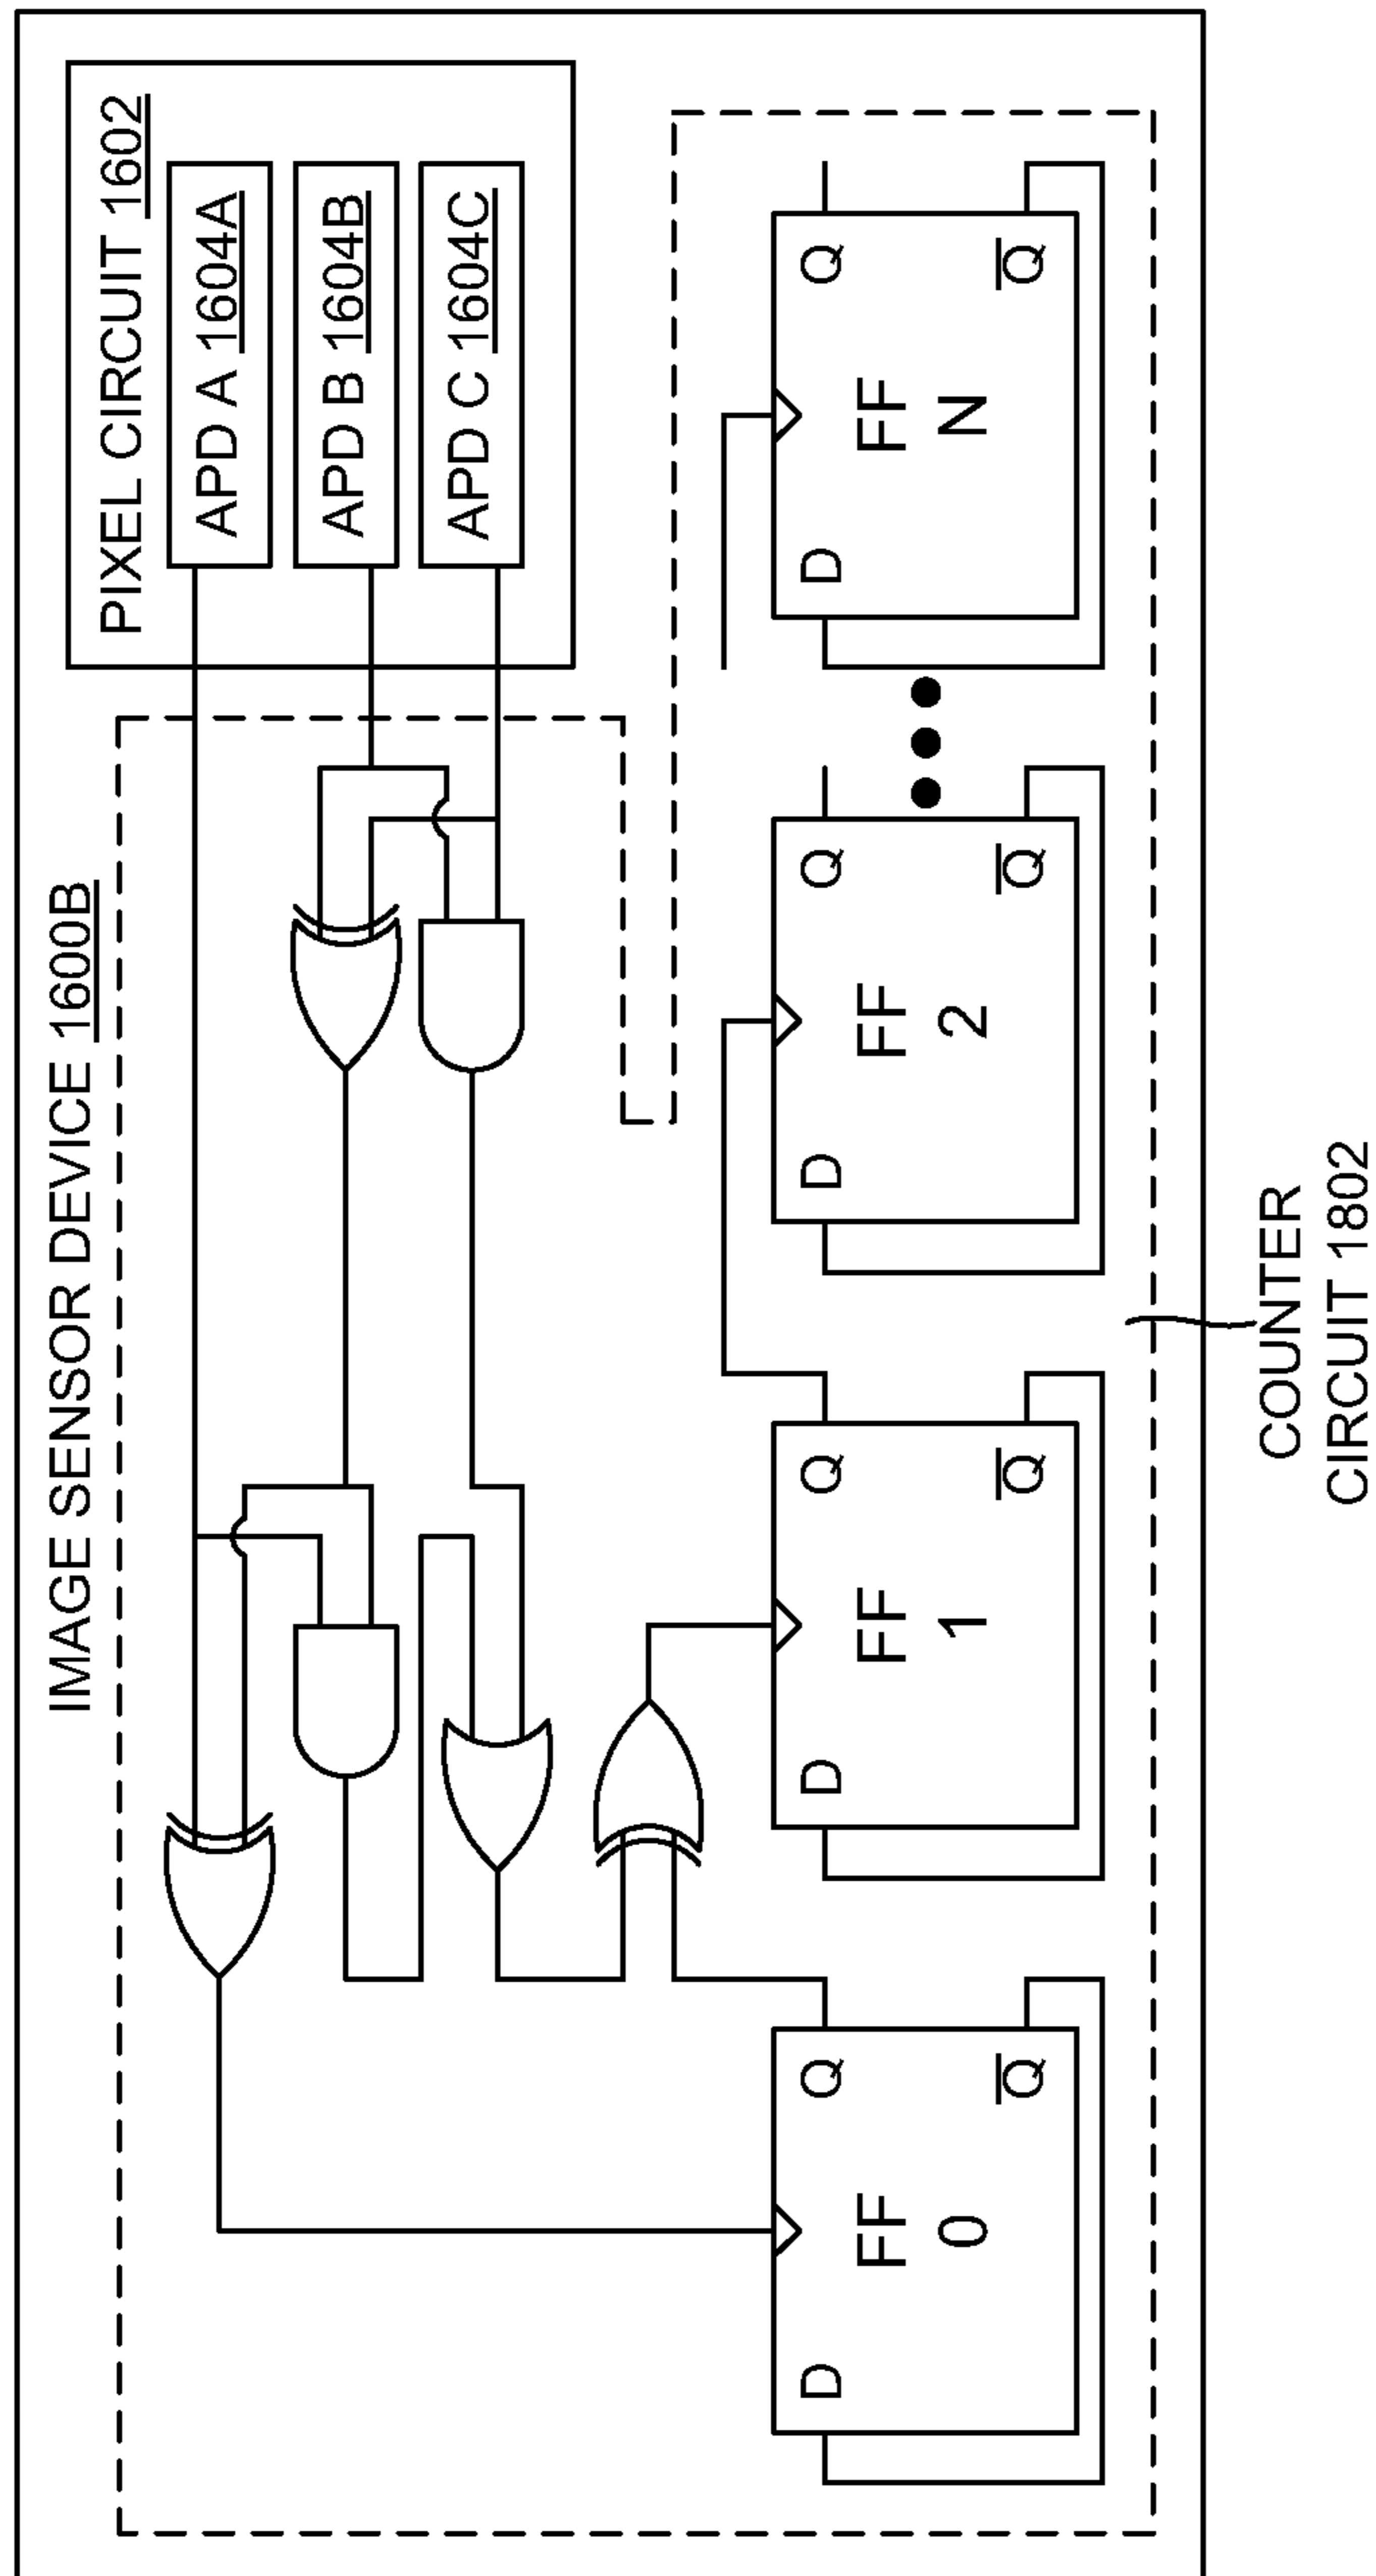 IMAGE SENSOR DEVICE 1600B
PIXEL CIRCUIT 1602
APD A 1604A
APD B 1604B
APD C 1604C
D
Q
FF
0
Q̅
D
Q
FF
1
Q̅
D
Q
FF
2
Q̅
D
Q
FF
N
Q̅
COUNTER
CIRCUIT 1802